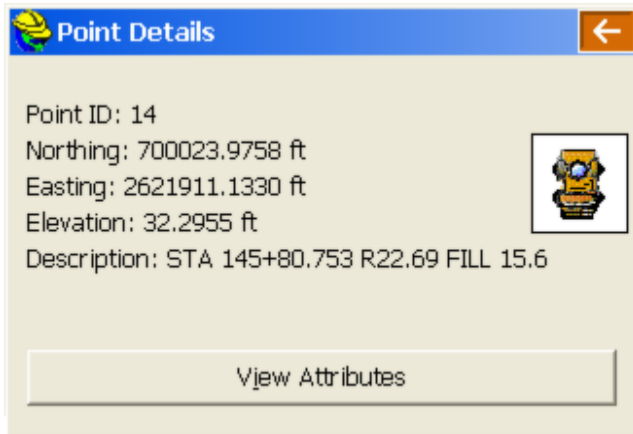 Point Details
Point ID: 14
Northing: 700023.9758 ft
Easting: 2621911.1330 ft
Elevation: 32.2955 ft
Description: STA 145+80.753 R22.69 FILL 15.6
View Attributes